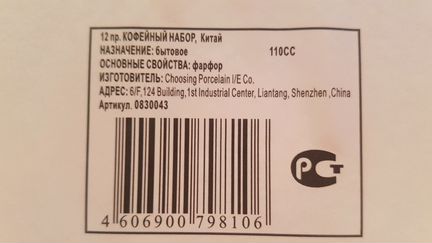 12 пр. КОФЕЙНЫЙ НАБОР, Китай
НАЗНАЧЕНИЕ: бытовое 110CC
ОСНОВНЫЕ СВОЙСТВА: фарфор
ИЗГОТОВИТЕЛЬ: Choosing Porcelain I/E Co.
АДРЕС: 6/F,124 Building,1st Industrial Center, Liantang, Shenzhen ,China
Артикул. 0830043
РСТ
4 606900 798106